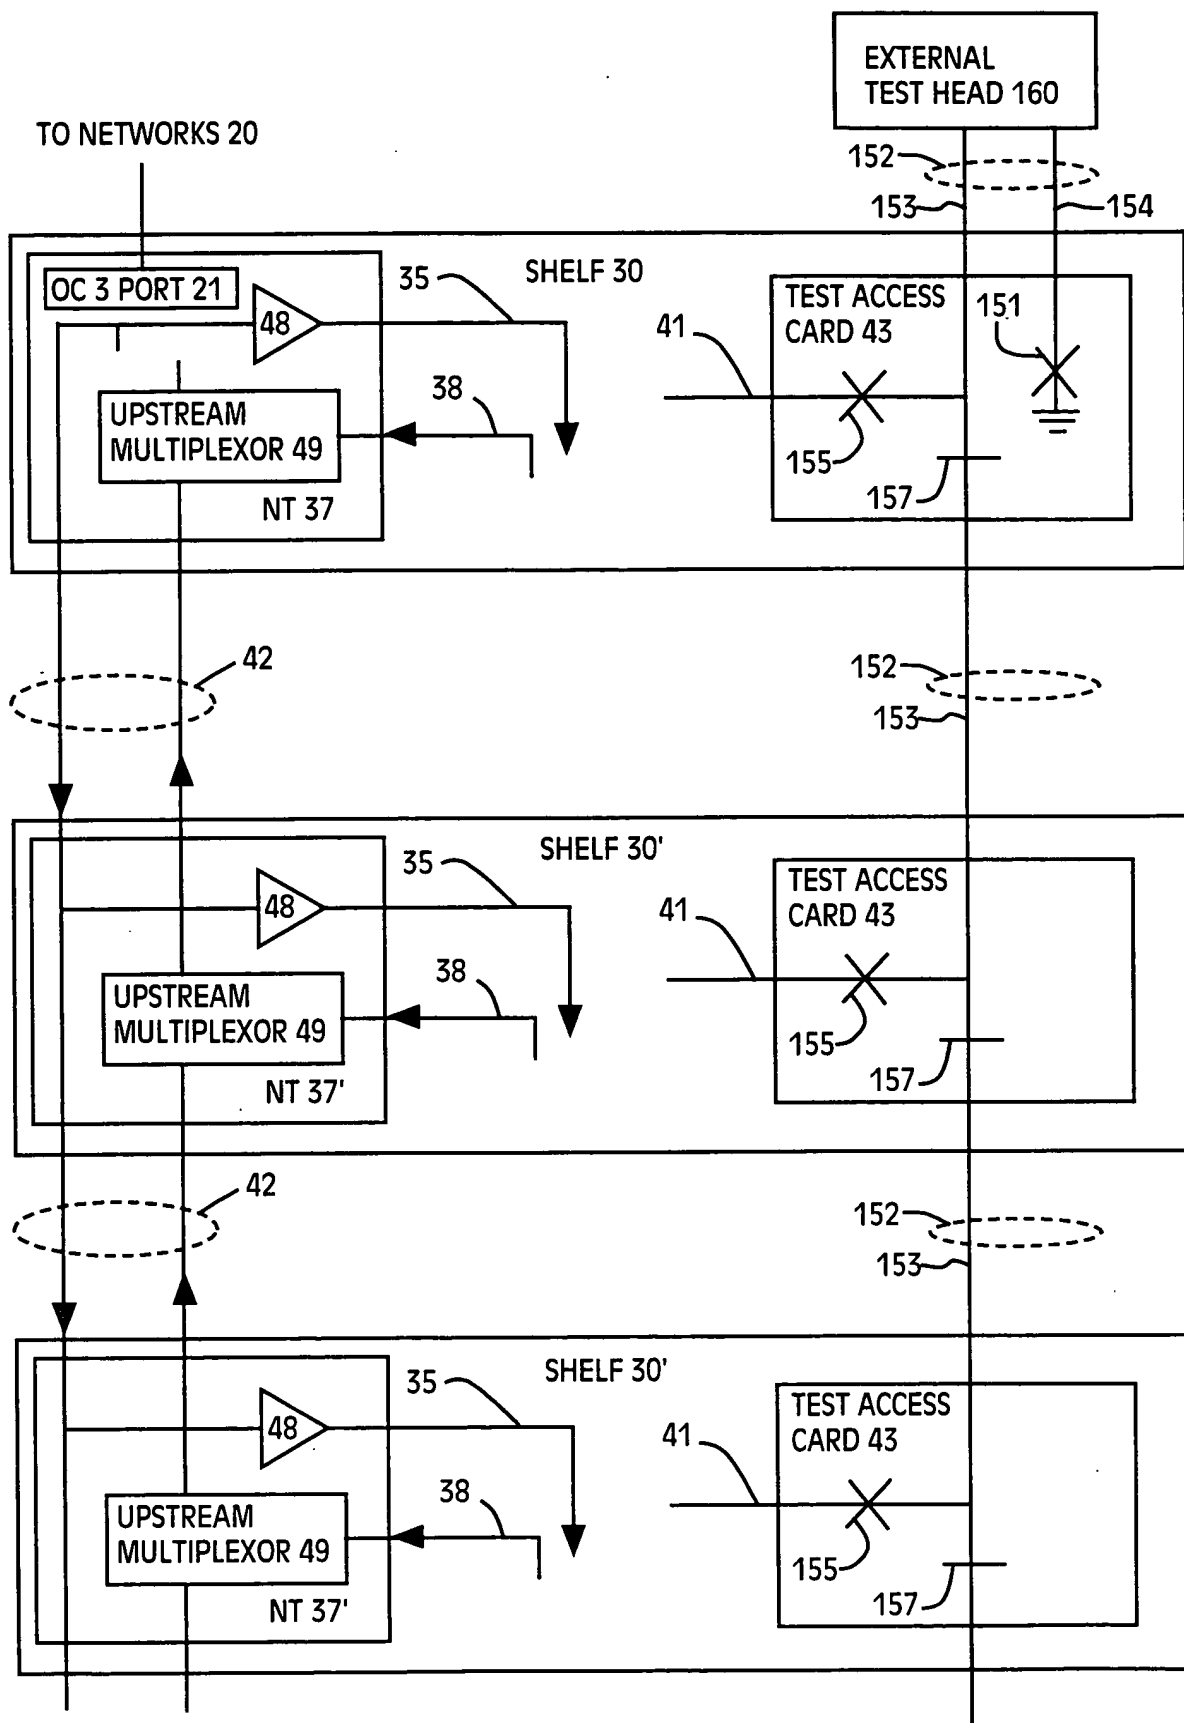 EXTERNAL
TEST HEAD 160
TO NETWORKS 20
152
153
154
SHELF 30
OC 3 PORT 21
48
35
TEST ACCESS
CARD 43
151
41
38
UPSTREAM
MULTIPLEXOR 49
155
157
NT 37
42
152
153
SHELF 30'
48
35
TEST ACCESS
CARD 43
41
38
UPSTREAM
MULTIPLEXOR 49
155
157
NT 37'
42
152
153
SHELF 30'
48
35
TEST ACCESS
CARD 43
41
38
UPSTREAM
MULTIPLEXOR 49
155
157
NT 37'